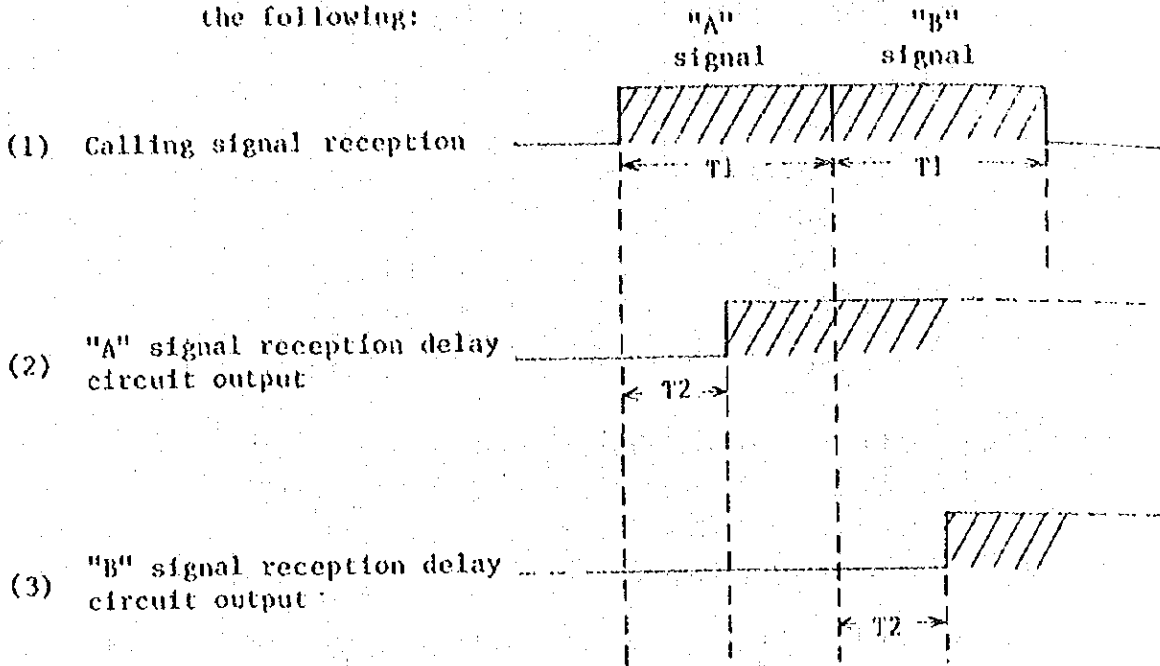 the following:
"A" signal
"B" signal
(1) Calling signal reception
T1
T1
(2) "A" signal reception delay circuit output
T2
(3) "B" signal reception delay circuit output
T2